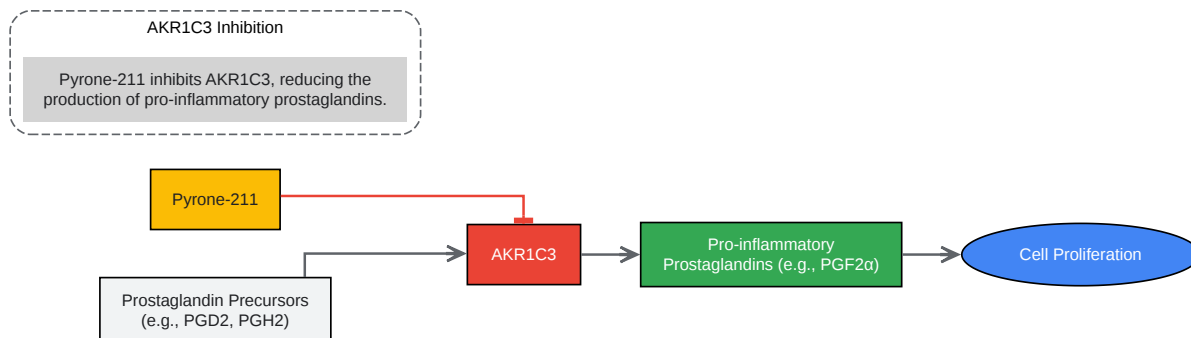 AKR1C3 Inhibition
Pyrone-211 inhibits AKR1C3, reducing the
production of pro-inflammatory prostaglandins.
Pyrone-211
AKR1C3
Pro-inflammatory
Prostaglandins (e.g., PGF2α)
Cell Proliferation
Prostaglandin Precursors
(e.g., PGD2, PGH2)